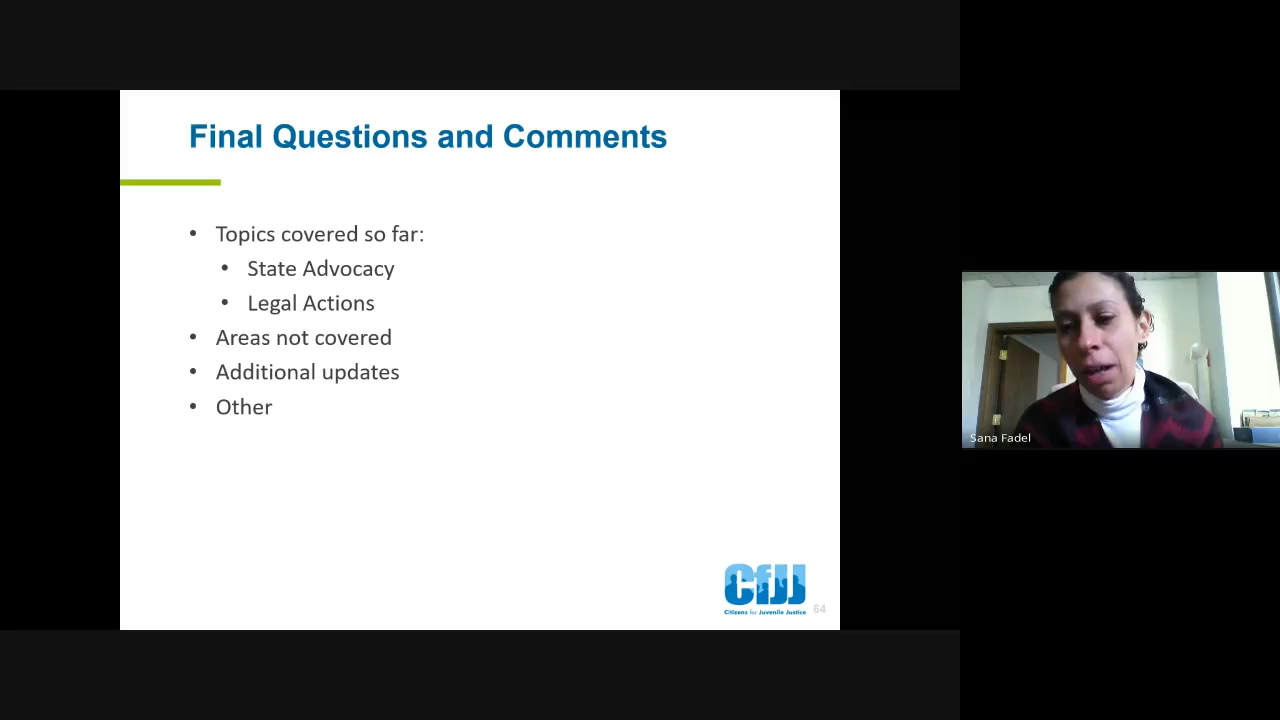 Final Questions and Comments
• Topics covered so far:
• State Advocacy
• Legal Actions
• Areas not covered
• Additional updates
• Other
CfJJ
Citizens for Juvenile Justice
64
Sana Fadel